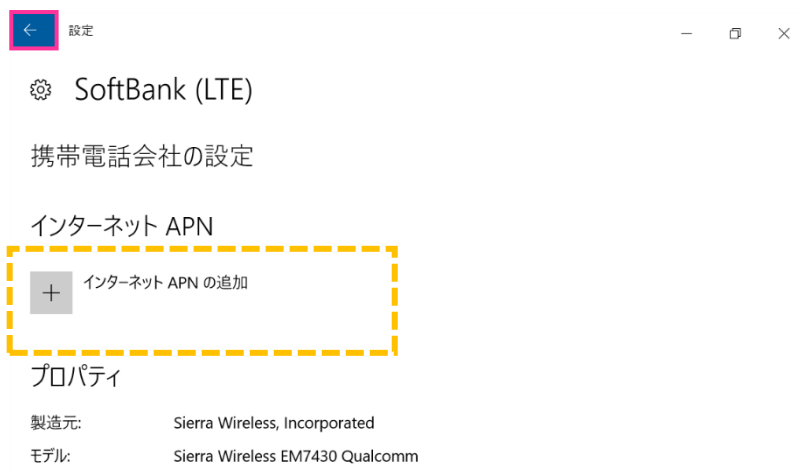 設定
SoftBank (LTE)
携帯電話会社の設定
インターネット APN
インターネット APN の追加
プロパティ
製造元: Sierra Wireless, Incorporated
モデル: Sierra Wireless EM7430 Qualcomm